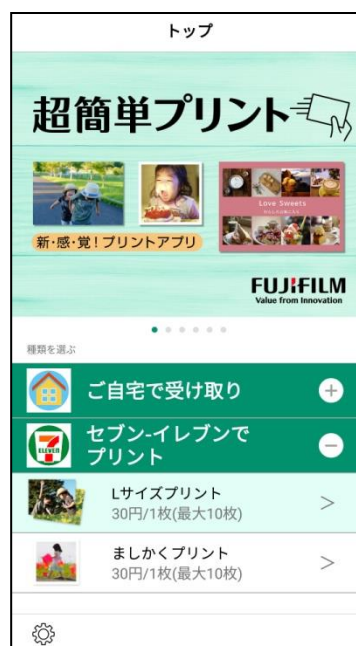 トップ
超簡単プリント
Love Sweets
新・感・覚！プリントアプリ
FUJIFILM
Value from Innovation
種類を選ぶ
ご自宅で受け取り
セブン-イレブンで
プリント
ELEVEN
Lサイズプリント
30円/1枚(最大10枚)
ましかくプリント
30円/1枚(最大10枚)